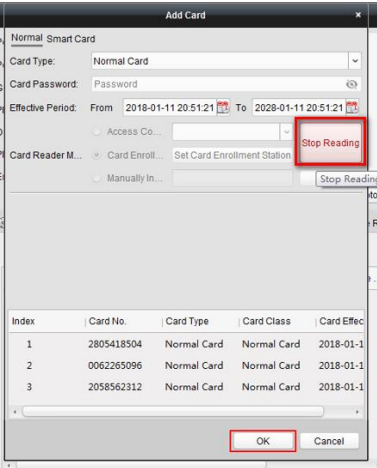 Add Card ×
Normal Smart Card
Card Type: Normal Card
Card Password: Password
Effective Period: From 2018-01-11 20:51:21 To 2028-01-11 20:51:21
Access Co...
Card Reader M... Card Enroll... Set Card Enrollment Station
Stop Reading
Manually In...
Stop Reading
Index Card No. Card Type Card Class Card Effec
1 2805418504 Normal Card Normal Card 2018-01-1
2 0062265096 Normal Card Normal Card 2018-01-1
3 2058562312 Normal Card Normal Card 2018-01-1
OK Cancel